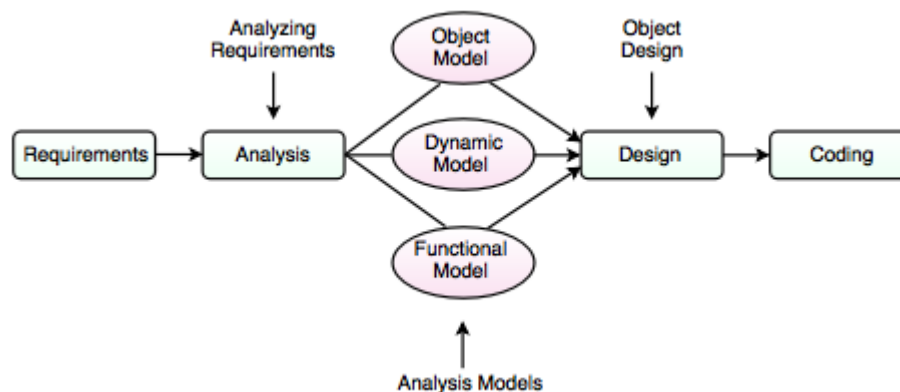 Analyzing
Requirements
Object
Model
Object
Design
Requirements
Analysis
Dynamic
Model
Design
Coding
Functional
Model
Analysis Models